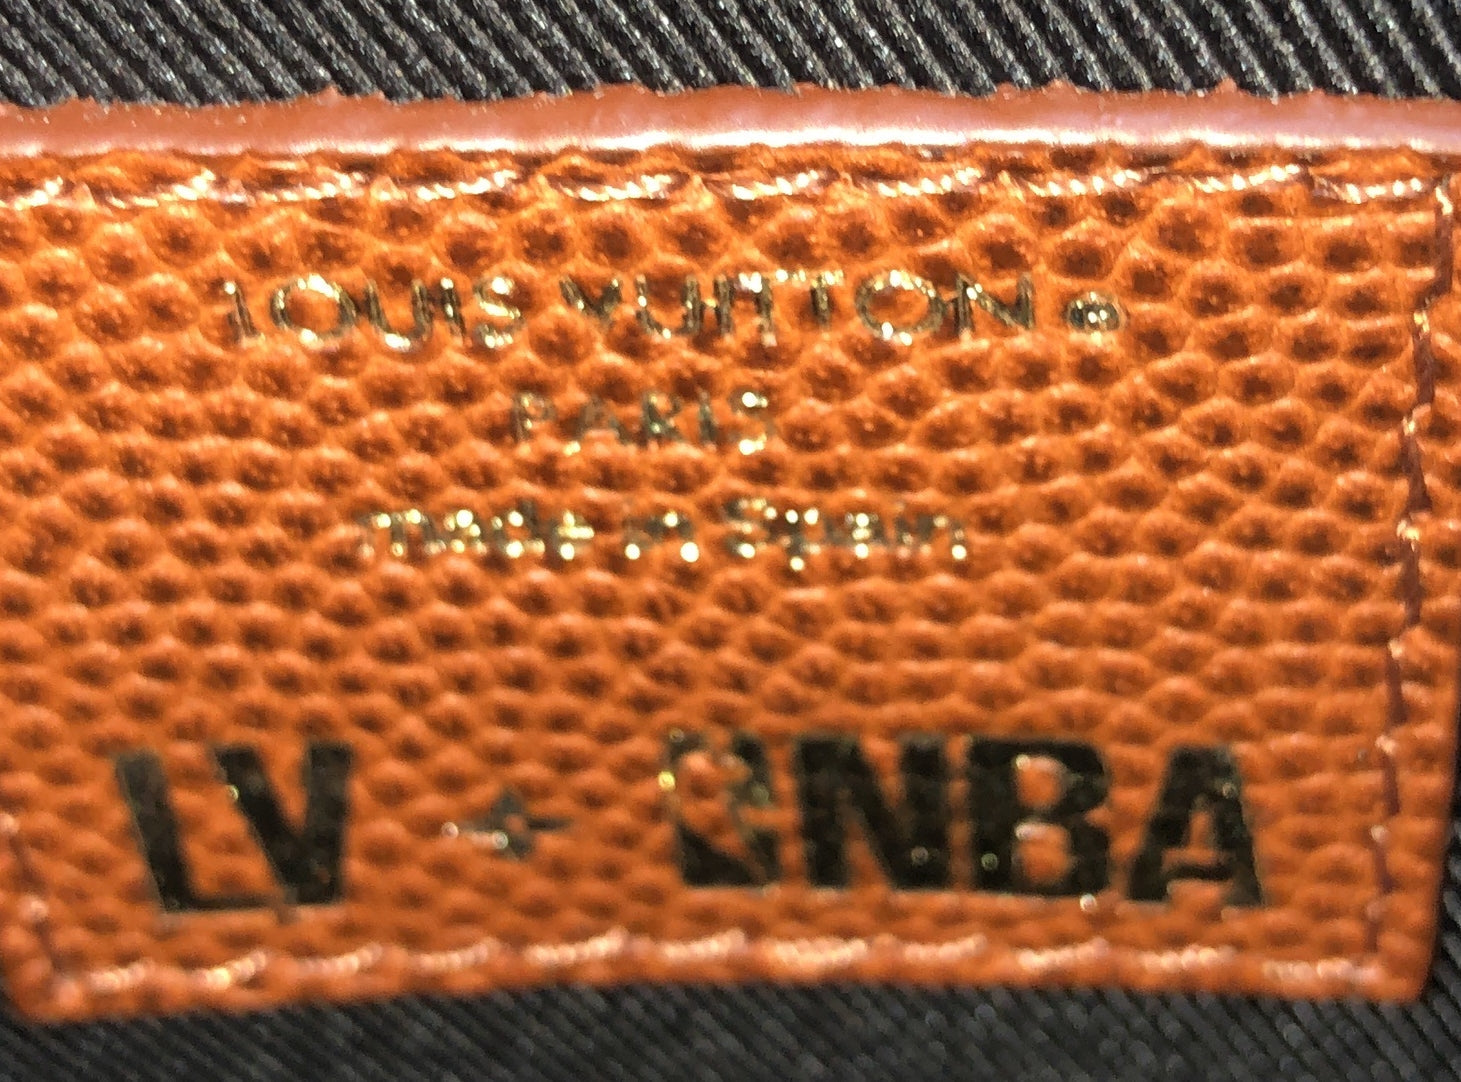 LOUIS VUITTON®
PARIS
made in Spain
LV + NBA